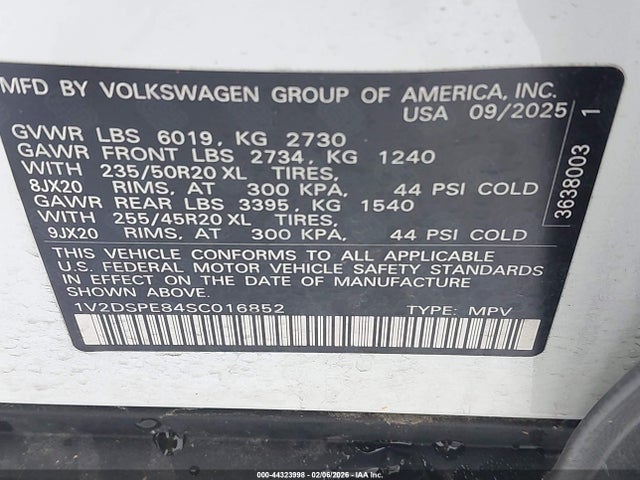 MFD BY VOLKSWAGEN GROUP OF AMERICA, INC.
USA 09/2025
GVWR LBS 6019, KG 2730
GAWR FRONT LBS 2734, KG 1240
WITH 235/50R20 XL TIRES,
8JX20 RIMS, AT 300 KPA, 44 PSI COLD
GAWR REAR LBS 3395, KG 1540
WITH 255/45R20 XL TIRES,
9JX20 RIMS, AT 300 KPA, 44 PSI COLD
THIS VEHICLE CONFORMS TO ALL APPLICABLE
U.S. FEDERAL MOTOR VEHICLE SAFETY STANDARDS
IN EFFECT ON THE DATE OF MANUFACTURE
SHOWN ABOVE.
1V2DSPE84SC016852 TYPE: MPV
3638003 1
000-44323998 - 02/06/2026 - IAA.com